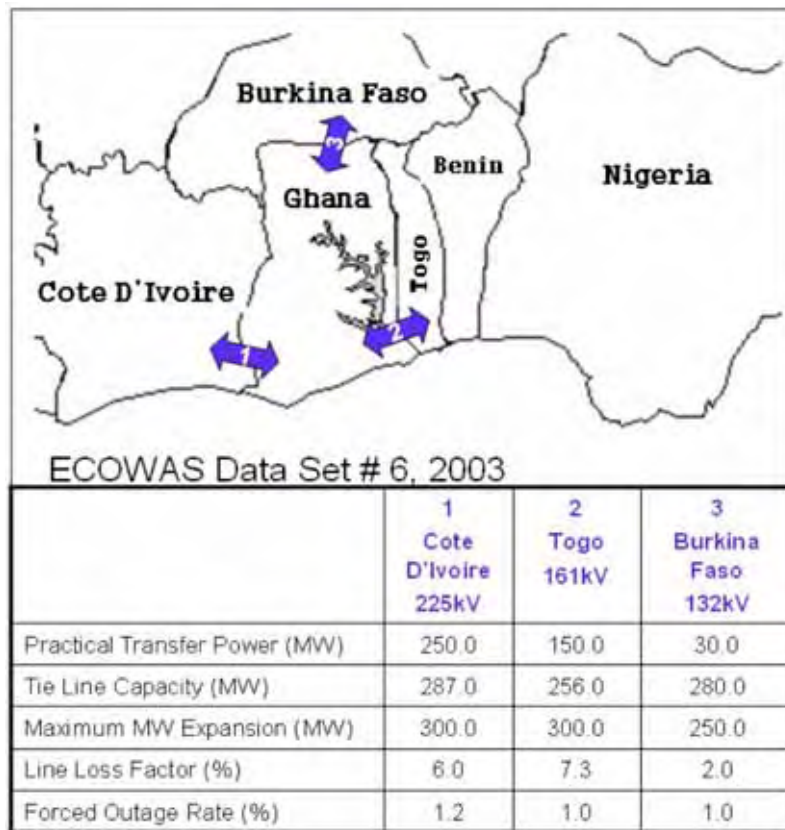 Burkina Faso
3
Benin
Nigeria
Ghana
Togo
Cote D'Ivoire
2
1
ECOWAS Data Set # 6, 2003
1 Cote D'Ivoire 225kV
2 Togo 161kV
3 Burkina Faso 132kV
Practical Transfer Power (MW) 250.0 150.0 30.0
Tie Line Capacity (MW) 287.0 256.0 280.0
Maximum MW Expansion (MW) 300.0 300.0 250.0
Line Loss Factor (%) 6.0 7.3 2.0
Forced Outage Rate (%) 1.2 1.0 1.0